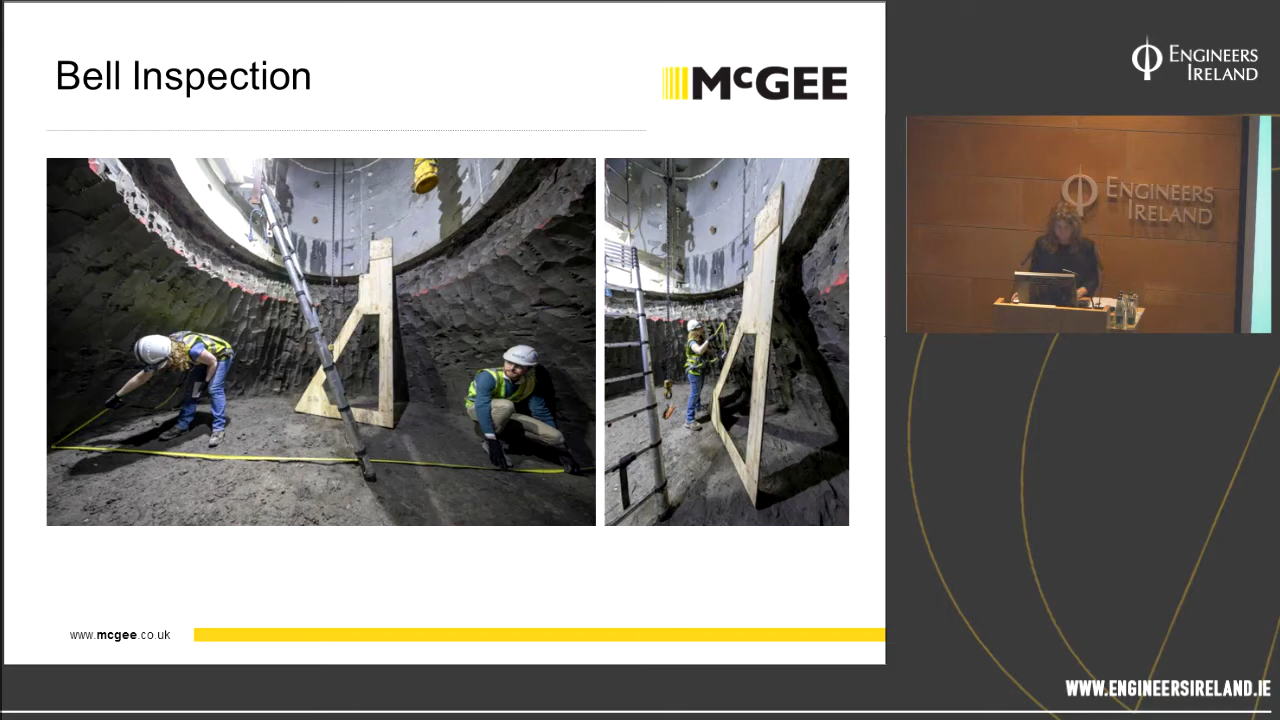 Bell Inspection
McGEE
ENGINEERS
IRELAND
ENGINEERS
IRELAND
www.mcgee.co.uk
WWW.ENGINEERSIRELAND.IE